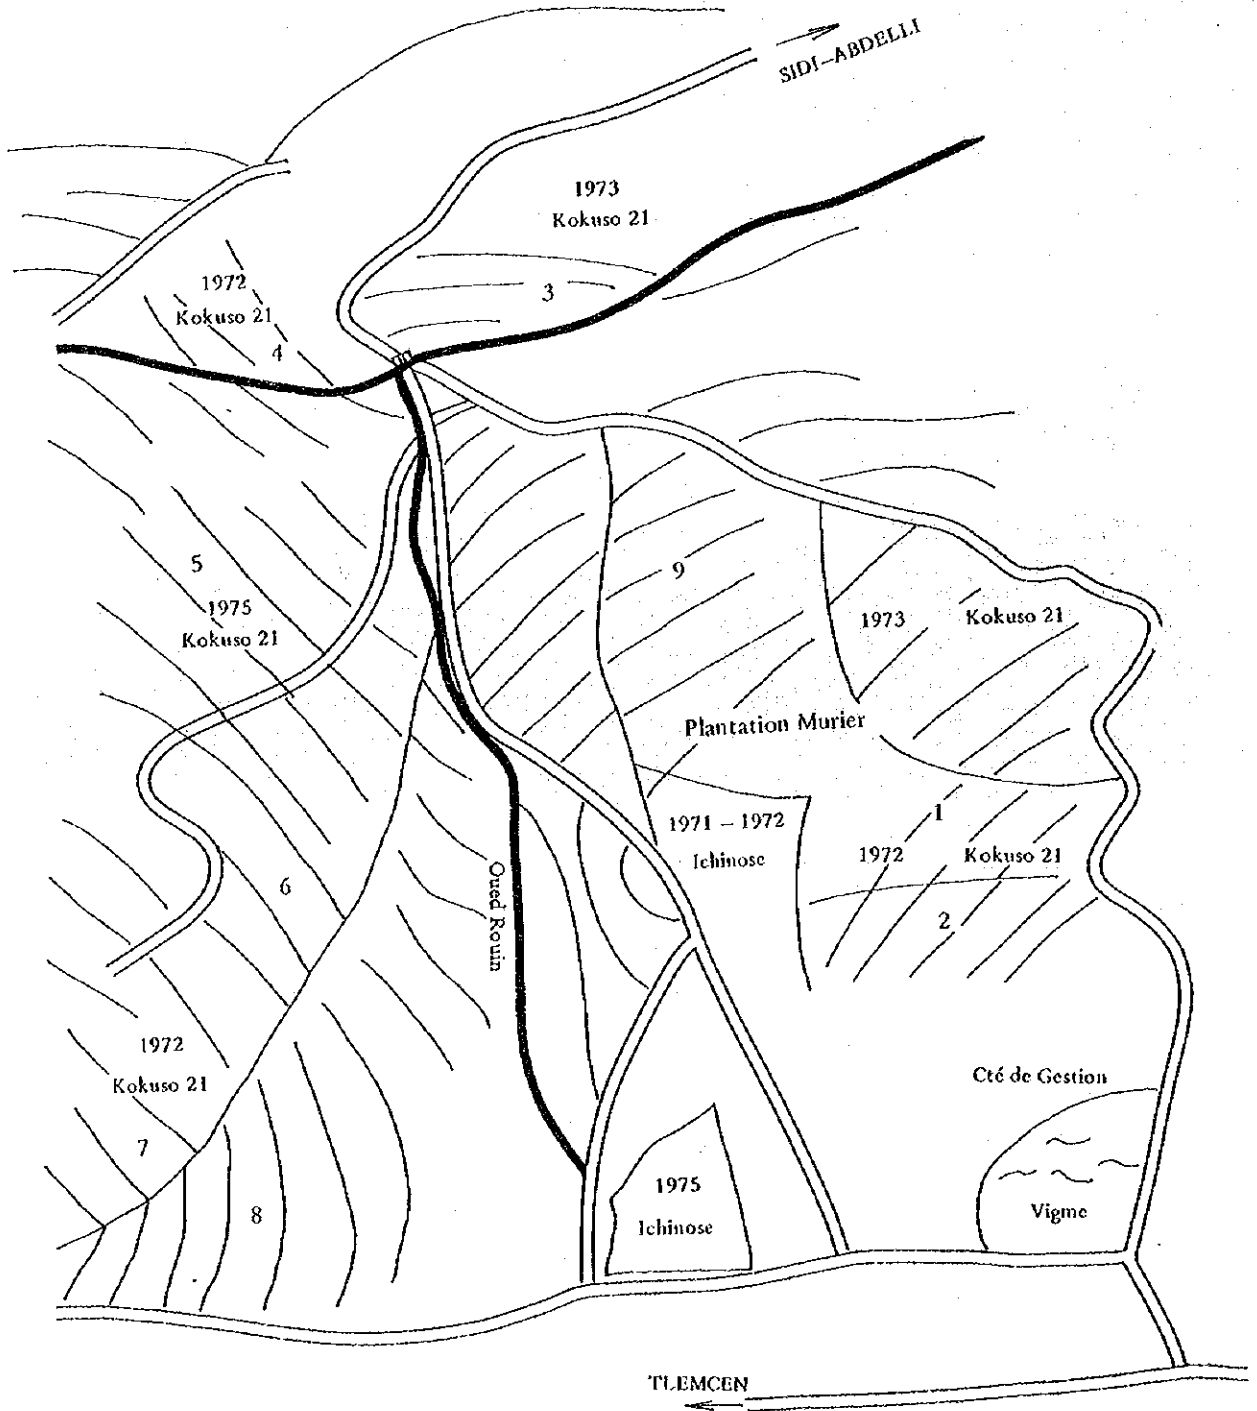 SIDI-ABDELLI
1973
Kokuso 21
3
1972
Kokuso 21
4
5
1975
Kokuso 21
9
1973
Kokuso 21
Plantation Murier
1971 – 1972
Ichinose
1
1972
Kokuso 21
2
6
Oued Rouin
1972
Kokuso 21
7
8
Cté de Gestion
1975
Ichinose
Vigme
TLEMCEN